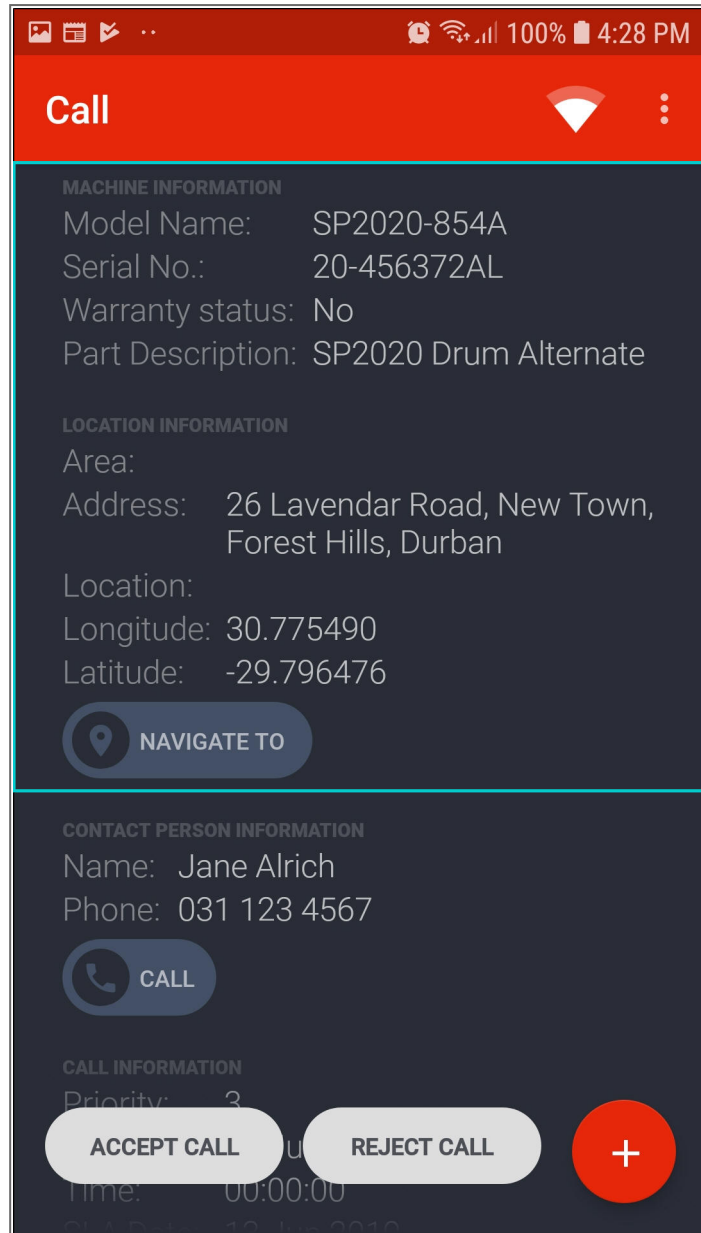 100% 4:28 PM
Call
MACHINE INFORMATION
Model Name: SP2020-854A
Serial No.: 20-456372AL
Warranty status: No
Part Description: SP2020 Drum Alternate
LOCATION INFORMATION
Area:
Address: 26 Lavendar Road, New Town,
Forest Hills, Durban
Location:
Longitude: 30.775490
Latitude: -29.796476
NAVIGATE TO
CONTACT PERSON INFORMATION
Name: Jane Alrich
Phone: 031 123 4567
CALL
CALL INFORMATION
Priority: 3
ACCEPT CALL REJECT CALL +
Time: 00:00:00